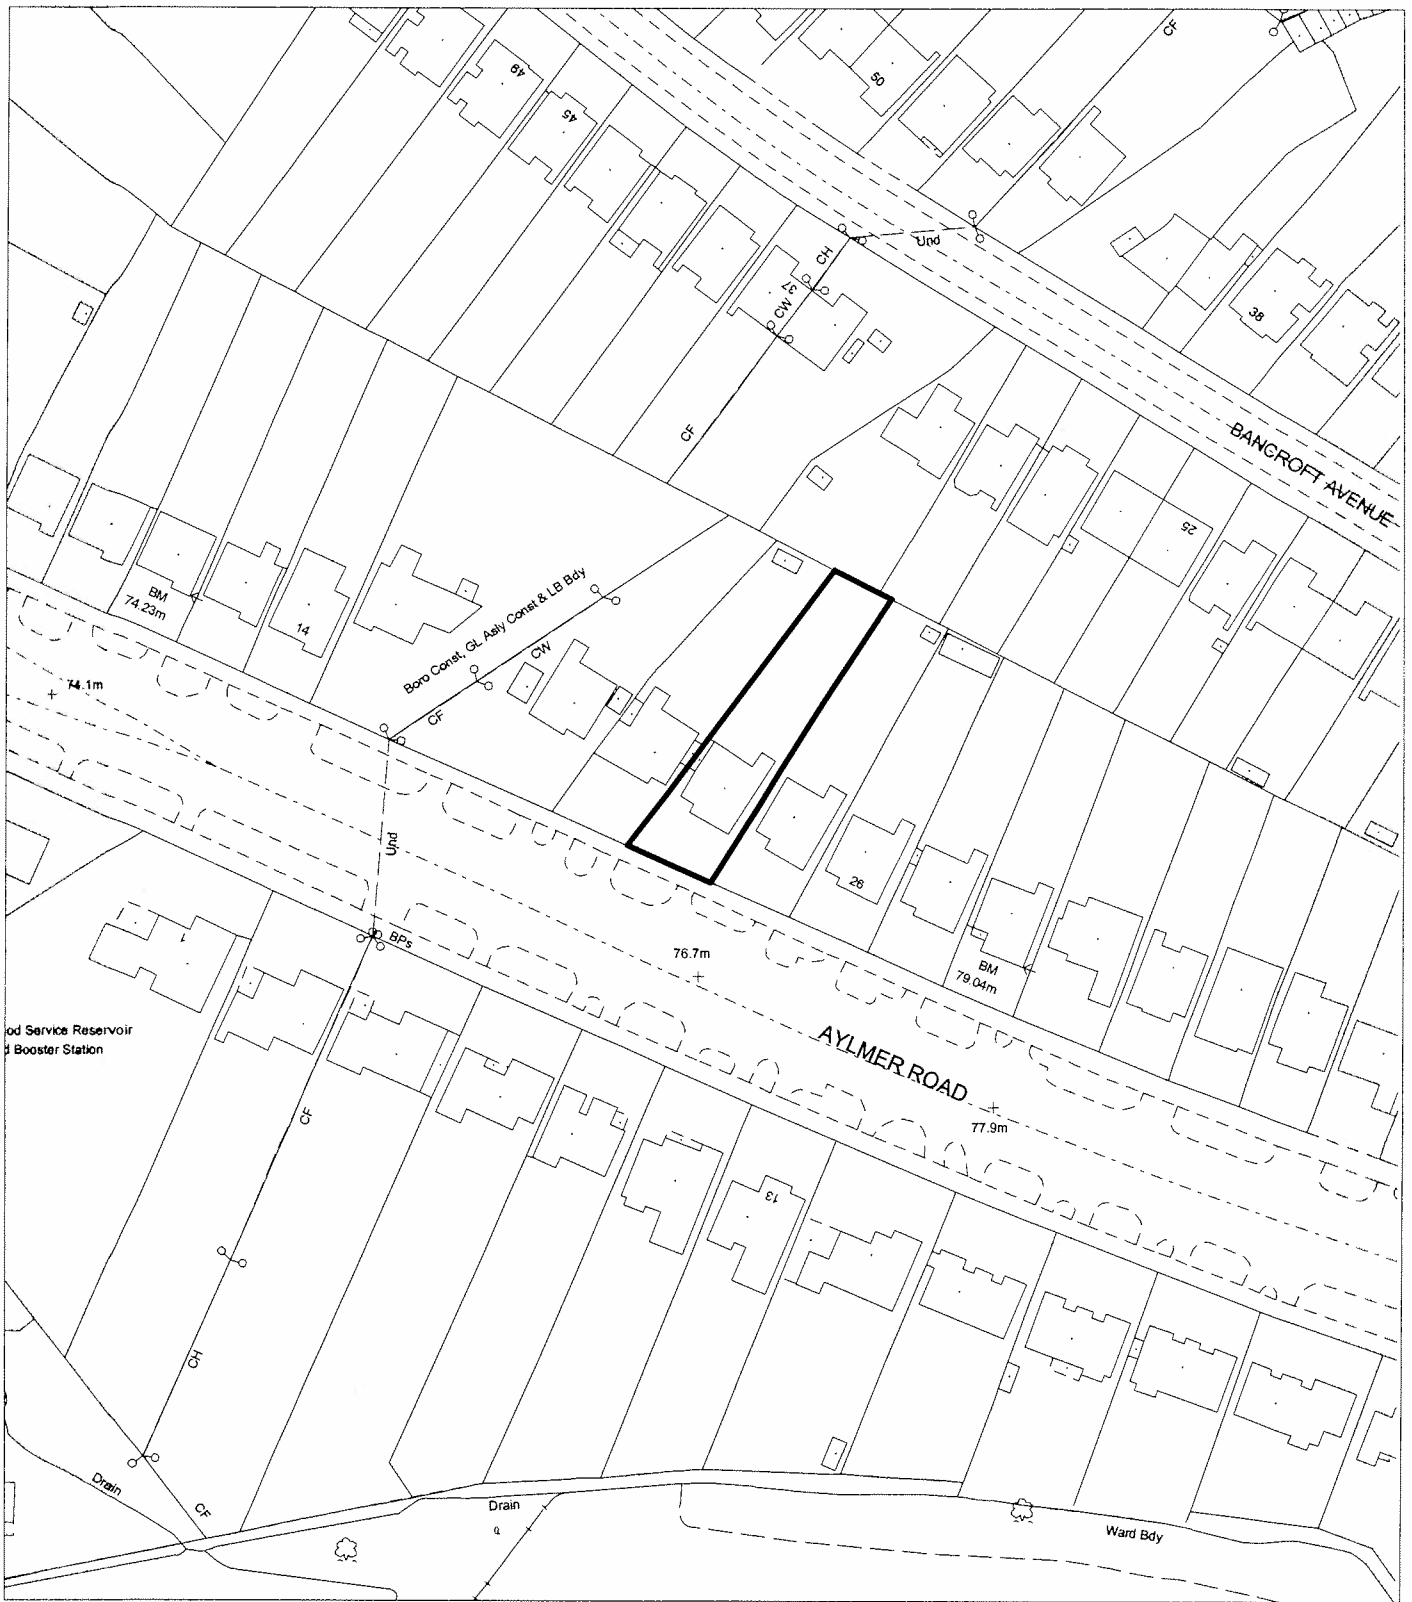 49
45
50
CF
Und
CH
37
CW
38
CF
BANCROFT AVENUE
25
BM
74.23m
14
Boro Const, GL Asly Const & LB Bdy
CW
CF
74.1m
Und
26
1
BPs
76.7m
BM
79.04m
od Service Reservoir
d Booster Station
AYLMER ROAD
CF
77.9m
13
CH
Drain
CF
Drain
Ward Bdy